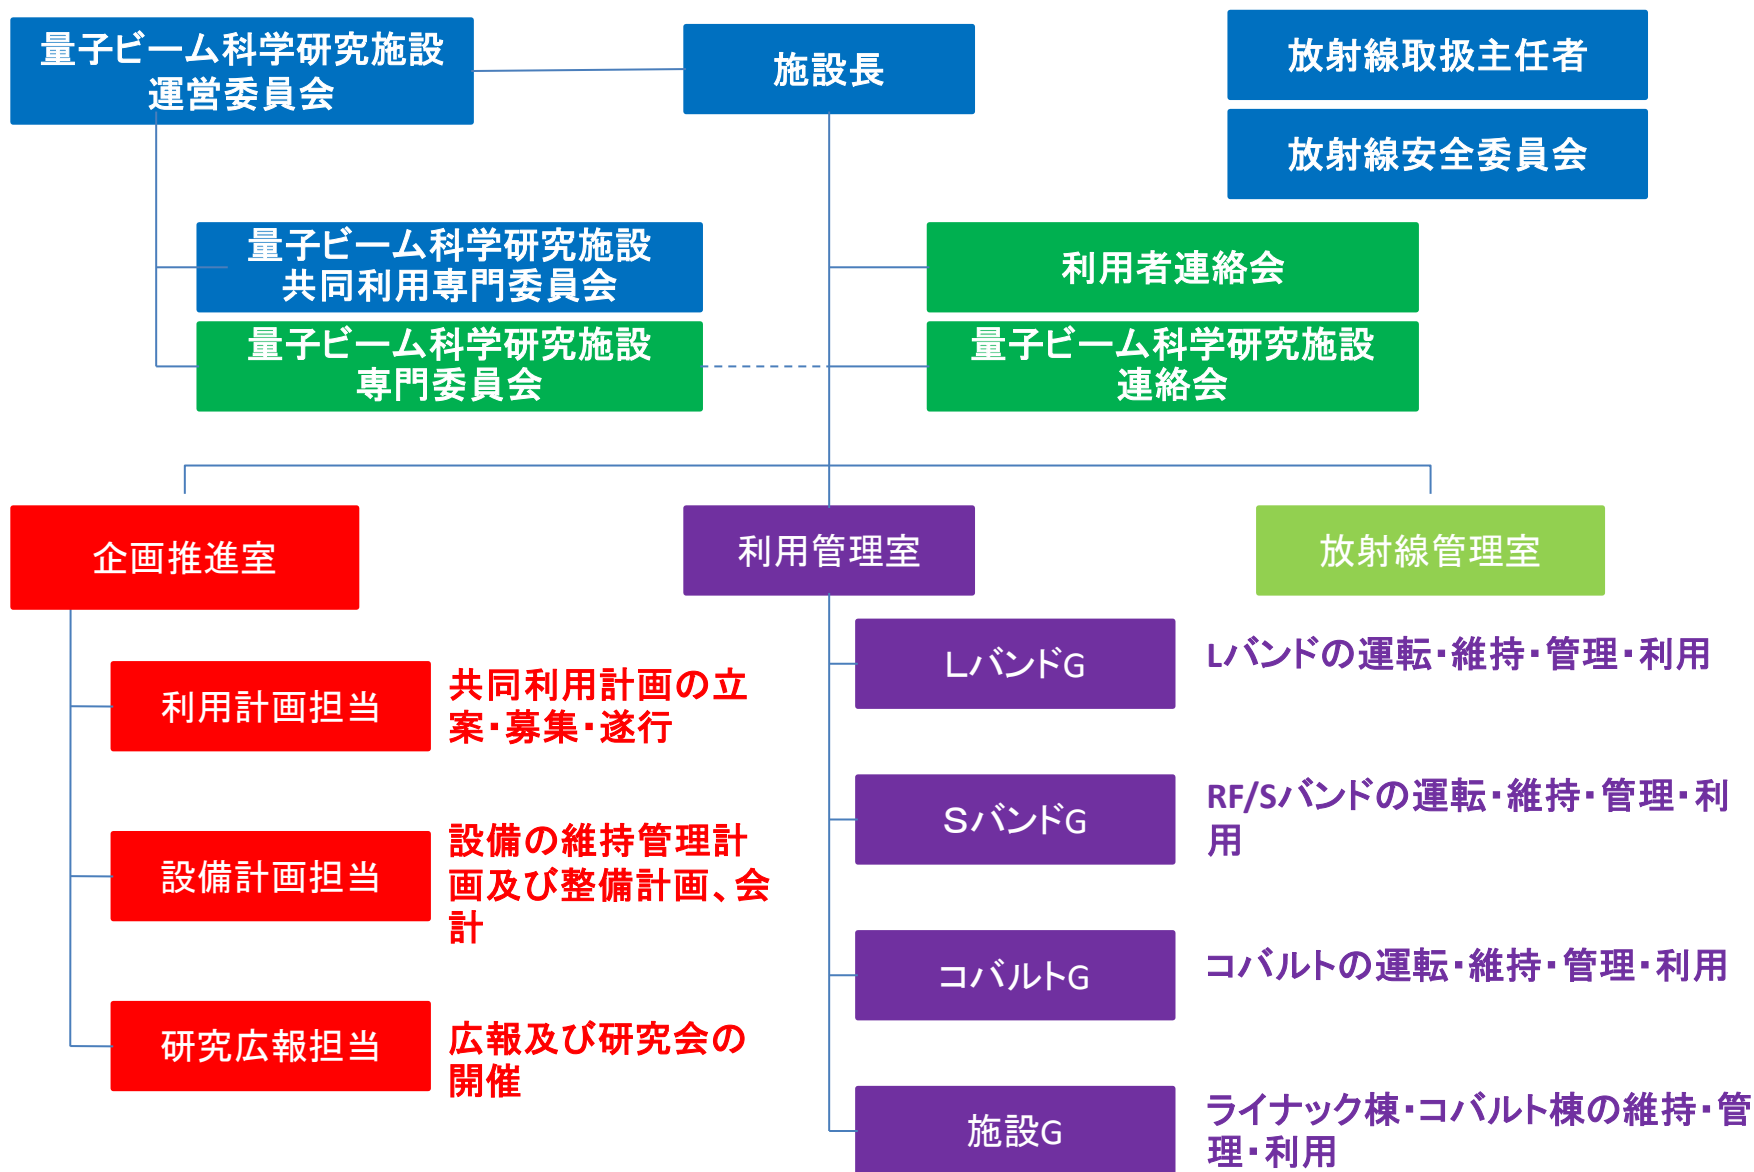 量子ビーム科学研究施設
運営委員会
施設長
放射線取扱主任者
放射線安全委員会
量子ビーム科学研究施設
共同利用専門委員会
利用者連絡会
量子ビーム科学研究施設
専門委員会
量子ビーム科学研究施設
連絡会
企画推進室
利用管理室
放射線管理室
利用計画担当
共同利用計画の立
案・募集・遂行
設備計画担当
設備の維持管理計
画及び整備計画、会
計
研究広報担当
広報及び研究会の
開催
LバンドG
Lバンドの運転・維持・管理・利用
SバンドG
RF/Sバンドの運転・維持・管理・利
用
コバルトG
コバルトの運転・維持・管理・利用
施設G
ライナック棟・コバルト棟の維持・管
理・利用